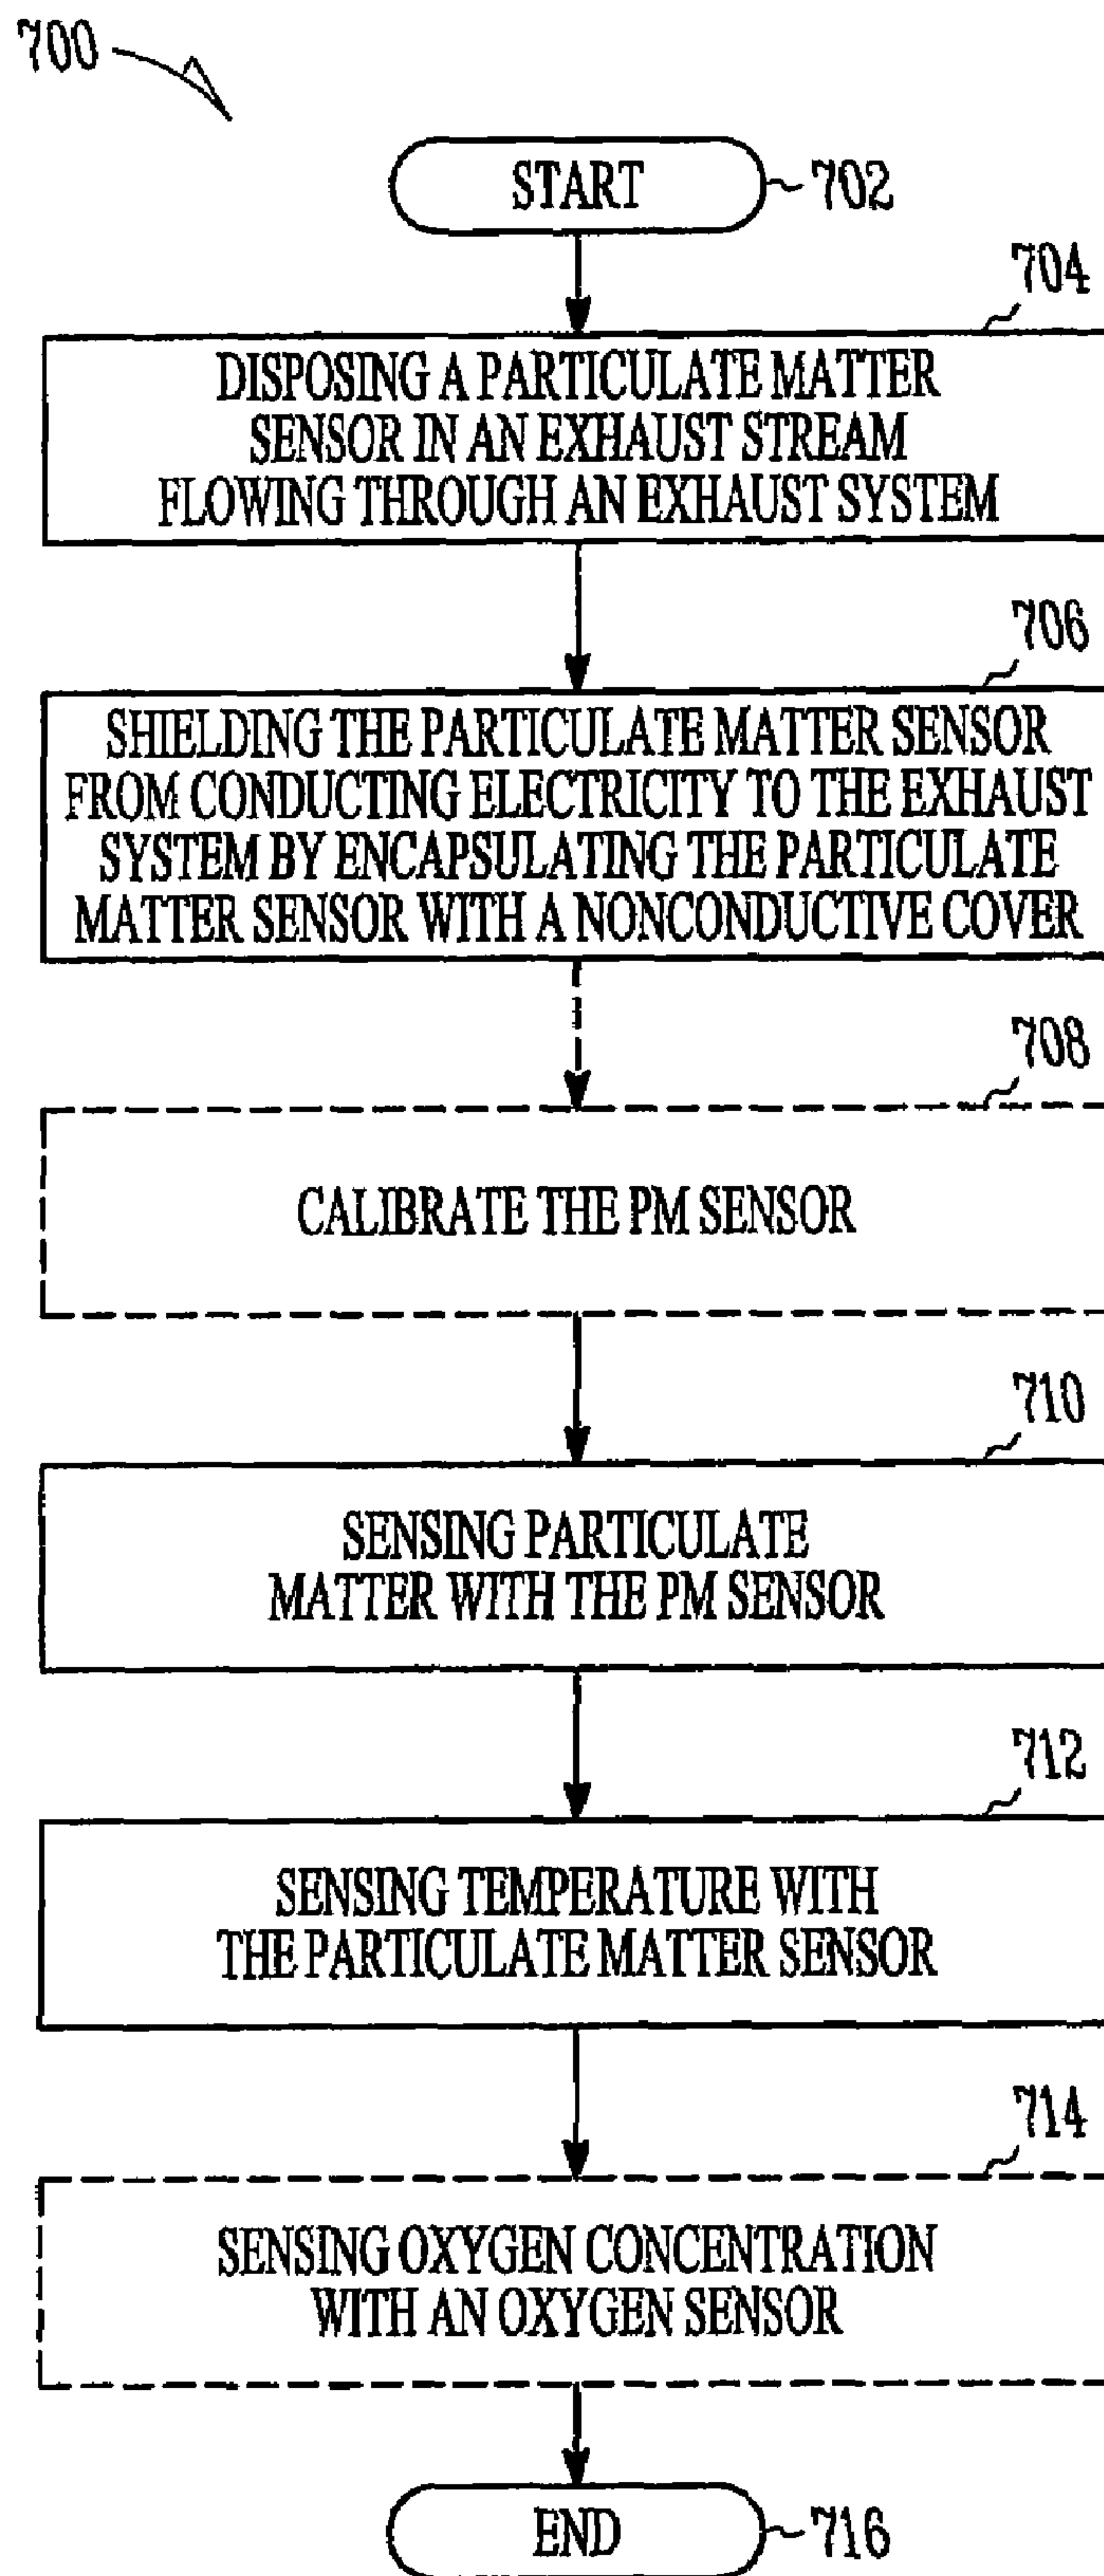 700
START
702
704
DISPOSING A PARTICULATE MATTER
SENSOR IN AN EXHAUST STREAM
FLOWING THROUGH AN EXHAUST SYSTEM
706
SHIELDING THE PARTICULATE MATTER SENSOR
FROM CONDUCTING ELECTRICITY TO THE EXHAUST
SYSTEM BY ENCAPSULATING THE PARTICULATE
MATTER SENSOR WITH A NONCONDUCTIVE COVER
708
CALIBRATE THE PM SENSOR
710
SENSING PARTICULATE
MATTER WITH THE PM SENSOR
712
SENSING TEMPERATURE WITH
THE PARTICULATE MATTER SENSOR
714
SENSING OXYGEN CONCENTRATION
WITH AN OXYGEN SENSOR
END
716